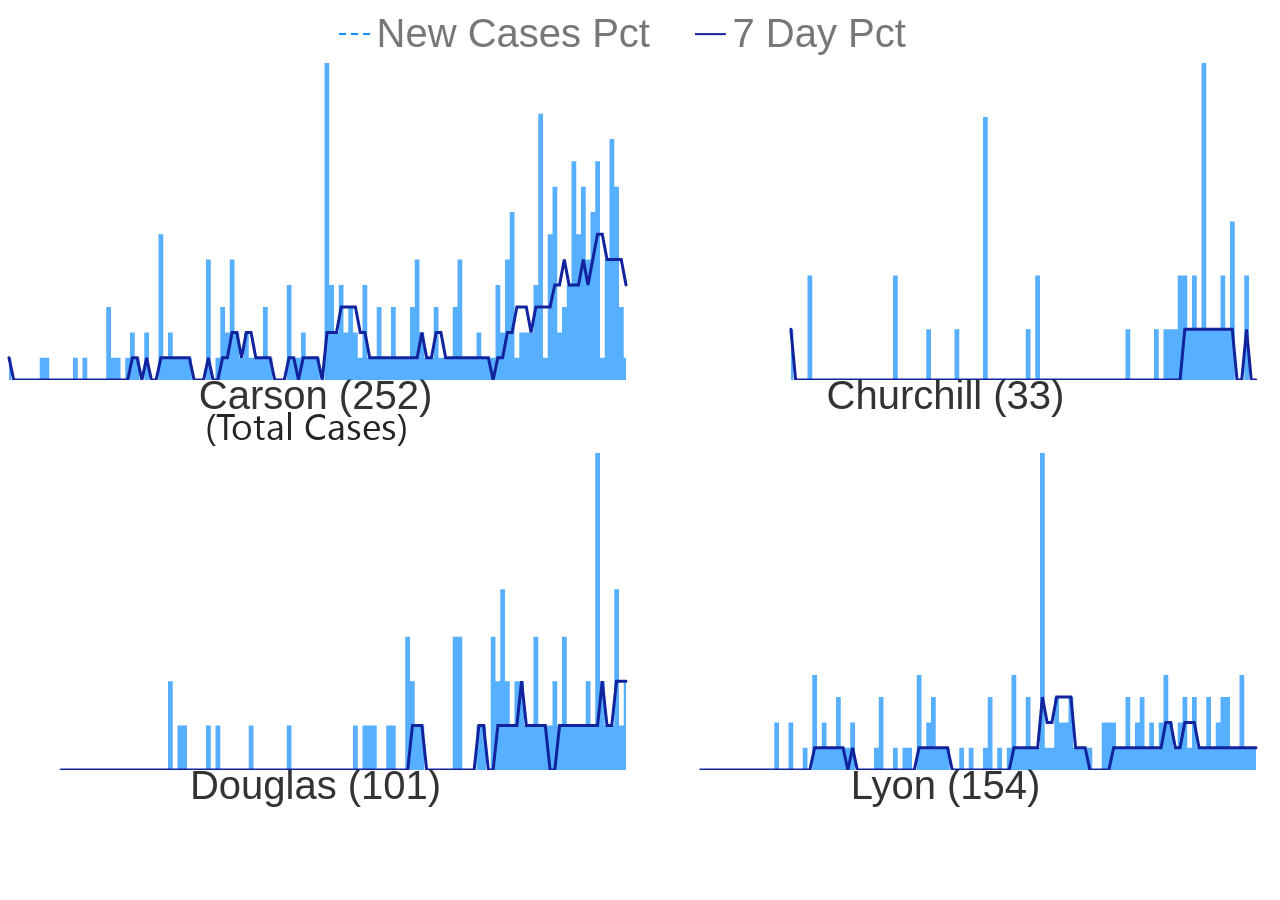 New Cases Pct 7 Day Pct
Carson (252)
(Total Cases)
Churchill (33)
Douglas (101)
Lyon (154)